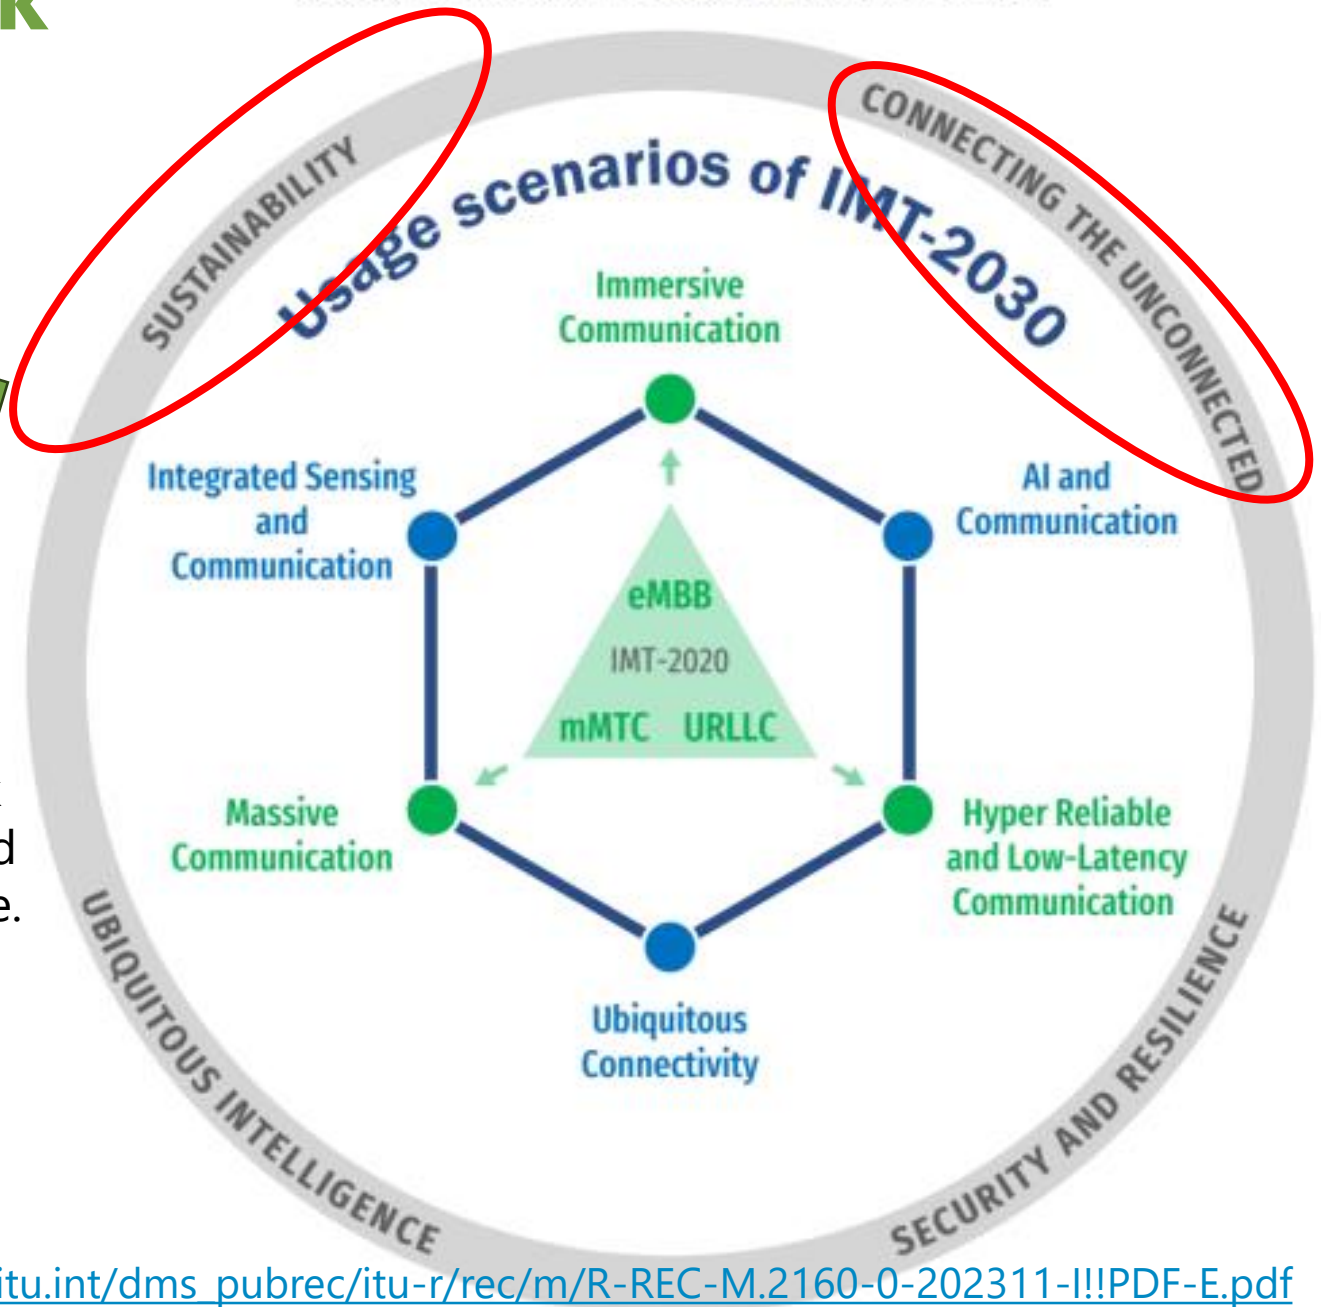 SUSTAINABILITY
CONNECTING THE UNCONNECTED
Usage scenarios of IMT-2030
Immersive
Communication
Integrated Sensing
and
Communication
AI and
Communication
eMBB
IMT-2020
mMTC URLLC
Massive
Communication
Hyper Reliable
and Low-Latency
Communication
e.
Ubiquitous
Connectivity
UBIQUITOUS INTELLIGENCE
SECURITY AND RESILIENCE
itu.int/dms_pubrec/itu-r/rec/m/R-REC-M.2160-0-202311-I!!PDF-E.pdf